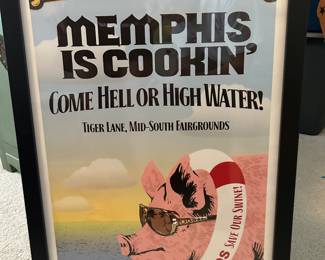 MEMPHIS
IS COOKIN'
COME HELL OR HIGH WATER!
TIGER LANE, MID-SOUTH FAIRGROUNDS
SAVE OUR SWINE!